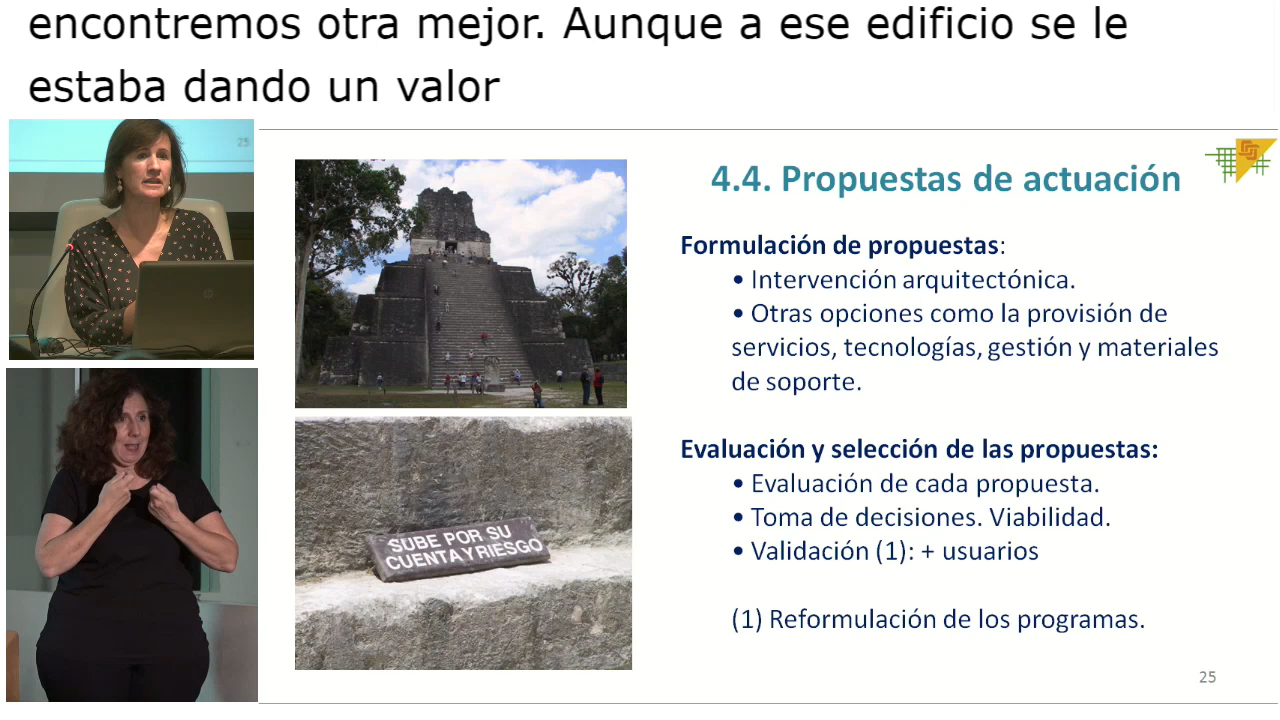 encontremos otra mejor. Aunque a ese edificio se le
estaba dando un valor
25
4.4. Propuestas de actuación
Formulación de propuestas:
• Intervención arquitectónica.
• Otras opciones como la provisión de
servicios, tecnologías, gestión y materiales
de soporte.
Evaluación y selección de las propuestas:
• Evaluación de cada propuesta.
• Toma de decisiones. Viabilidad.
• Validación (1): + usuarios
(1) Reformulación de los programas.
SUBE POR SU
CUENTA Y RIESGO
25